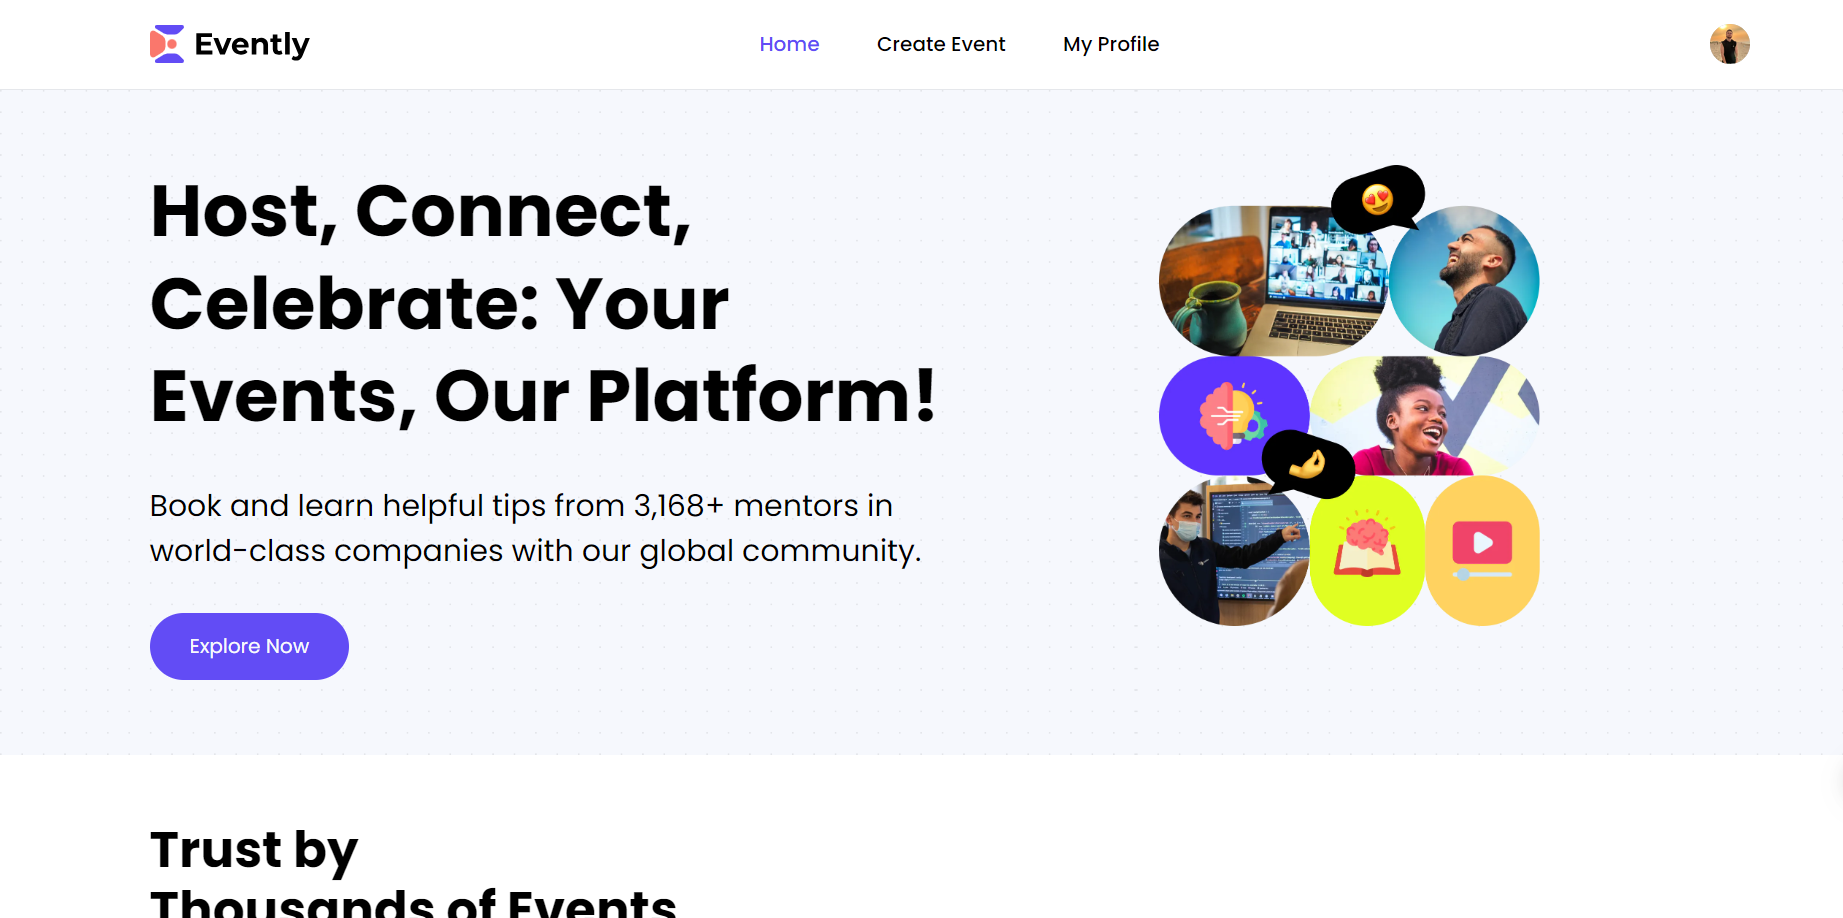 Evently
Home
Create Event
My Profile
Host, Connect,
Celebrate: Your
Events, Our Platform!
Book and learn helpful tips from 3,168+ mentors in
world-class companies with our global community.
Explore Now
Trust by
Thousands of Events